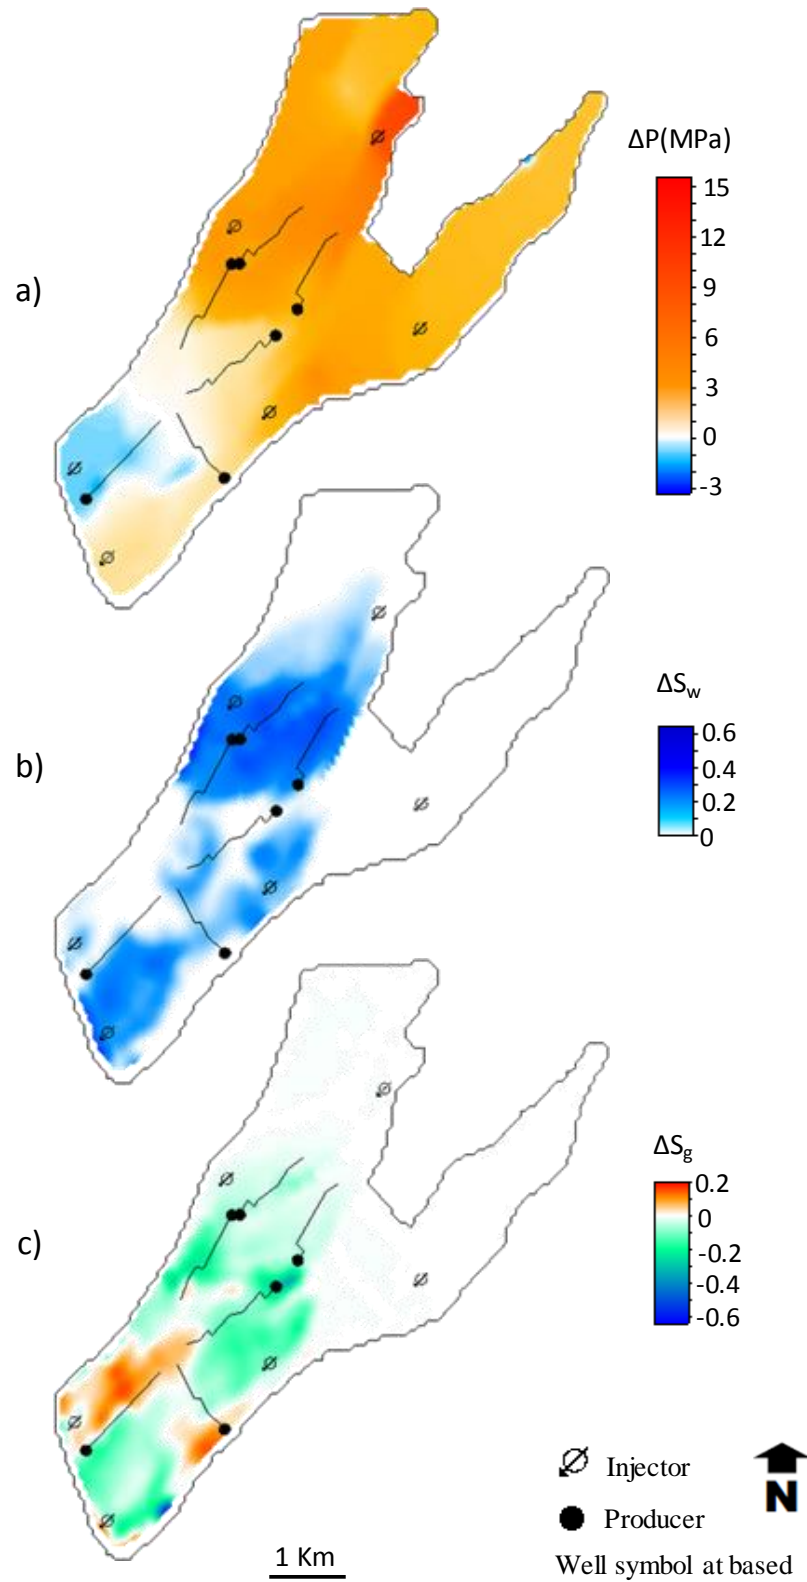 ΔP(MPa)
15
12
9
6
3
0
-3
a)
ΔSw
0.6
0.4
0.2
0
b)
ΔSg
0.2
0
-0.2
-0.4
-0.6
c)
Injector
N
Producer
1 Km
Well symbol at based